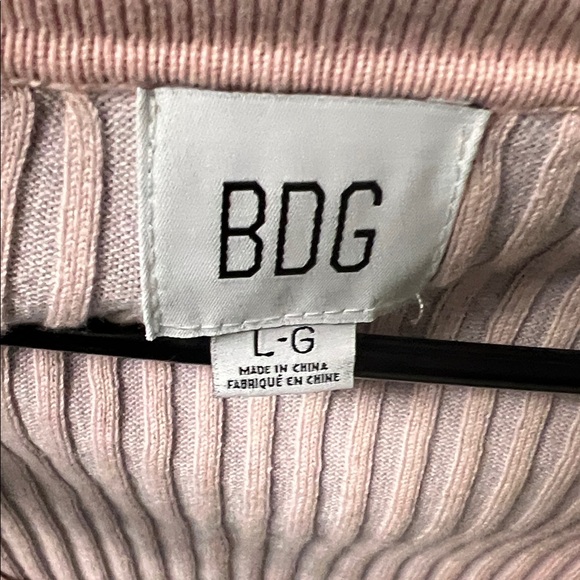 BDG
L-G
MADE IN CHINA
FABRIQUÉ EN CHINE